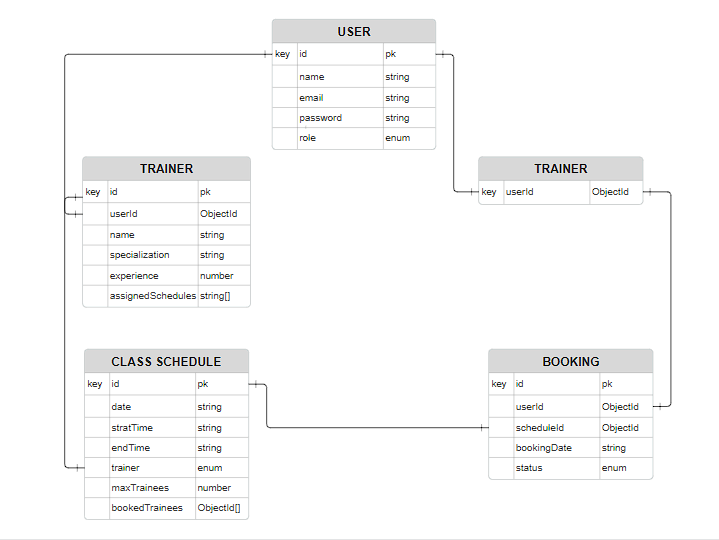 USER
key id pk
name string
email string
password string
role enum
TRAINER
key id pk
userId ObjectId
name string
specialization string
experience number
assignedSchedules string[]
TRAINER
key userId ObjectId
CLASS SCHEDULE
key id pk
date string
stratTime string
endTime string
trainer enum
maxTrainees number
bookedTrainees ObjectId[]
BOOKING
key id pk
userId ObjectId
scheduleId ObjectId
bookingDate string
status enum